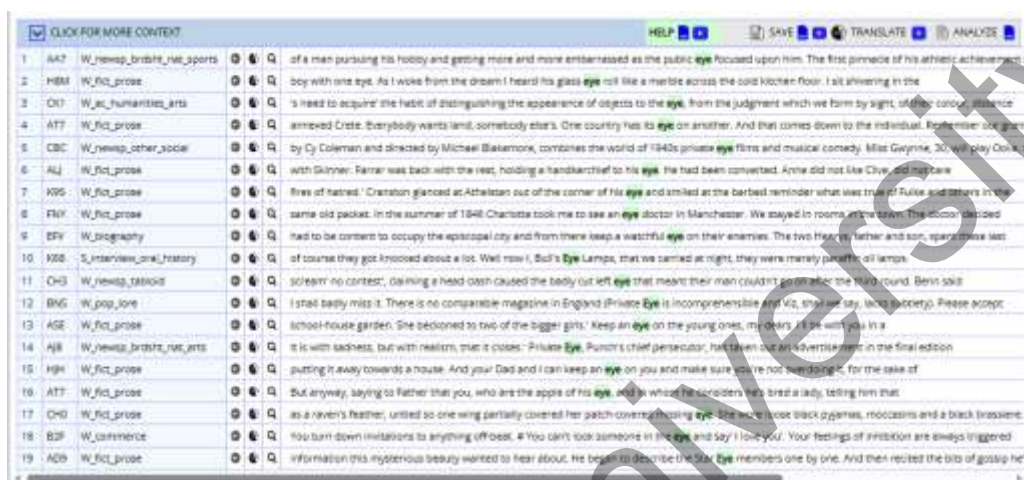 CLICK FOR MORE CONTEXT HELP SAVE TRANSLATE ANALYZE
1 AA7 W_newsp_brdsht_nat_sports of a man pursuing his hobby and getting more and more embarrassed as the public eye focused upon him. The first pinnacle of his athletic achievement
2 HBM W_fict_prose boy with one eye. As I woke from the dream I heard his glass eye roll like a marble across the cold kitchen floor. I sit shivering in the
3 CK1 W_ac_humanities_arts 's need to acquire' the habit of distinguishing the appearance of objects to the eye, from the judgment which we form by sight, of their colour, distance
4 AT7 W_fict_prose annexed Crete. Everybody wants land, somebody else's. One country has its eye on another. And that comes down to the individual. Remember
5 CBC W_newsp_other_social by Cy Coleman and directed by Michael Blakemore, combines the world of 1940s private eye films and musical comedy. Miss Gwynne, 30, will play
6 ALJ W_fict_prose with Skinner. Farrar was back with the rest, holding a handkerchief to his eye. He had been converted. Anne did not like Clive, did not care
7 K95 W_fict_prose fires of hatred.' Cranston glanced at Athelstan out of the corner of his eye and smiled at the barbed reminder what was true of Fulke and others in the
8 FNY W_fict_prose same old packet. In the summer of 1846 Charlotte took me to see an eye doctor in Manchester. We stayed in rooms in the town. The doctor decided
9 EFV W_biography had to be content to occupy the episcopal city and from there keep a watchful eye on their enemies. The two father and son, spent these last
10 K68 S_interview_oral_history of course they got knocked about a lot. Well now I, Bull's Eye Lamps, that we carried at night, they were merely paraffin oil lamps
11 CH3 W_newsp_tabloid scream 'no contest', claiming a head clash caused the badly cut left eye that meant their man couldn't go on after the third round. Benn said
12 BNG W_pop_lore I shall badly miss it. There is no comparable magazine in England (Private Eye is incomprehensible and Viz, shall we say, lacks subtlety). Please accept
13 ASE W_fict_prose school-house garden. She beckoned to two of the bigger girls.' Keep an eye on the young ones, my dears. I'll be with you in a
14 AJ8 W_newsp_brdsht_nat_arts It is with sadness, but with realism, that it closes.' Private Eye, Punch's chief persecutor, had taken out an advertisement in the final edition
15 HJH W_fict_prose putting it away towards a house. And your Dad and I can keep an eye on you and make sure you're not overdoing it, for the sake of
16 AT7 W_fict_prose But anyway, saying to Father that you, who are the apple of his eye, and is whose he considers bred a lady, telling him that
17 CH0 W_fict_prose as a raven's feather, untied so one wing partially covered her patch-covered eye. She wore loose black pyjamas, moccasins and a black brassiere
18 B2F W_commerce You turn down invitations to anything off-beat. # You can't look someone in the eye and say 'I love you'. Your feelings of inhibition are always triggered
19 AD9 W_fict_prose information this mysterious beauty wanted to hear about. He began to describe the Star Eye members one by one. And then recited the bits of gossip he